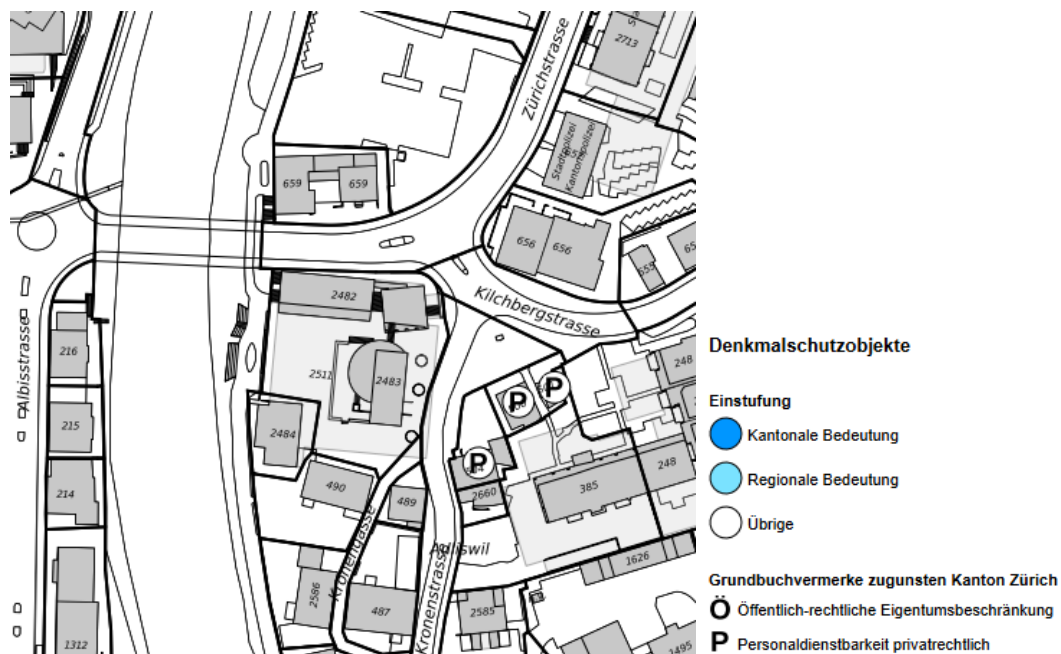 2713
Zürichstrasse
Stadtpolizei
Kantonspolizei
659
659
656
656
655
Kilchbergstrasse
2482
Albisstrasse
216
2511
2483
248
P
P
215
2484
P
248
214
490
489
2660
385
Adliswil
Kronengasse
Kronenstrasse
1626
2586
487
2585
1312
1495
Denkmalschutzobjekte
Einstufung
Kantonale Bedeutung
Regionale Bedeutung
Übrige
Grundbuchvermerke zugunsten Kanton Zürich
Ö Öffentlich-rechtliche Eigentumsbeschränkung
P Personaldienstbarkeit privatrechtlich